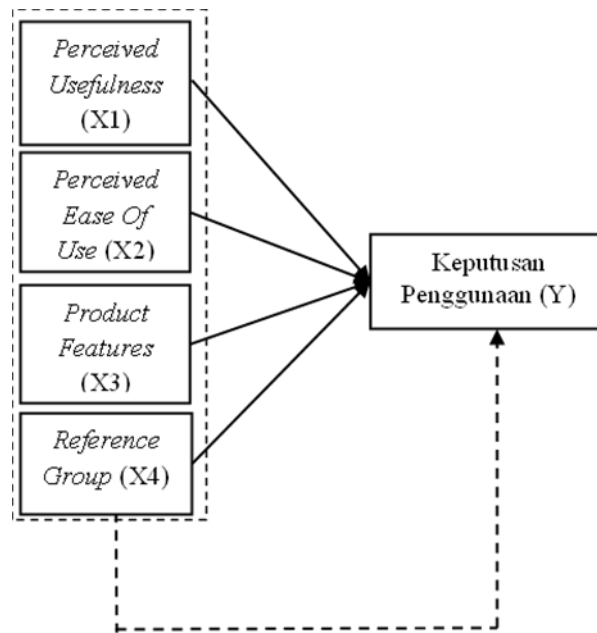 Perceived
Usefulness
(X1)
Perceived
Ease Of
Use (X2)
Product
Features
(X3)
Reference
Group (X4)
Keputusan
Penggunaan (Y)